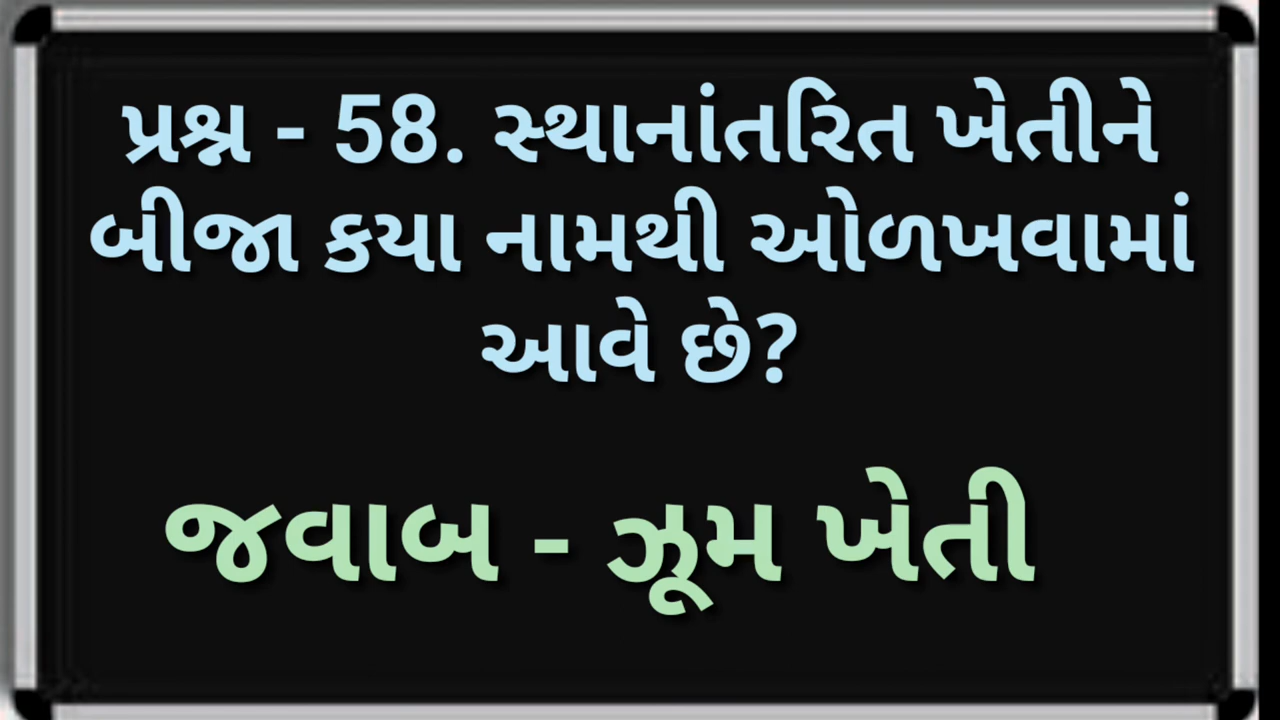 પ્રશ્ન - 58. સ્થાનાંતરિત ખેતીને
બીજા કયા નામથી ઓળખવામાં
આવે છે?
જવાબ - ઝૂમ ખેતી